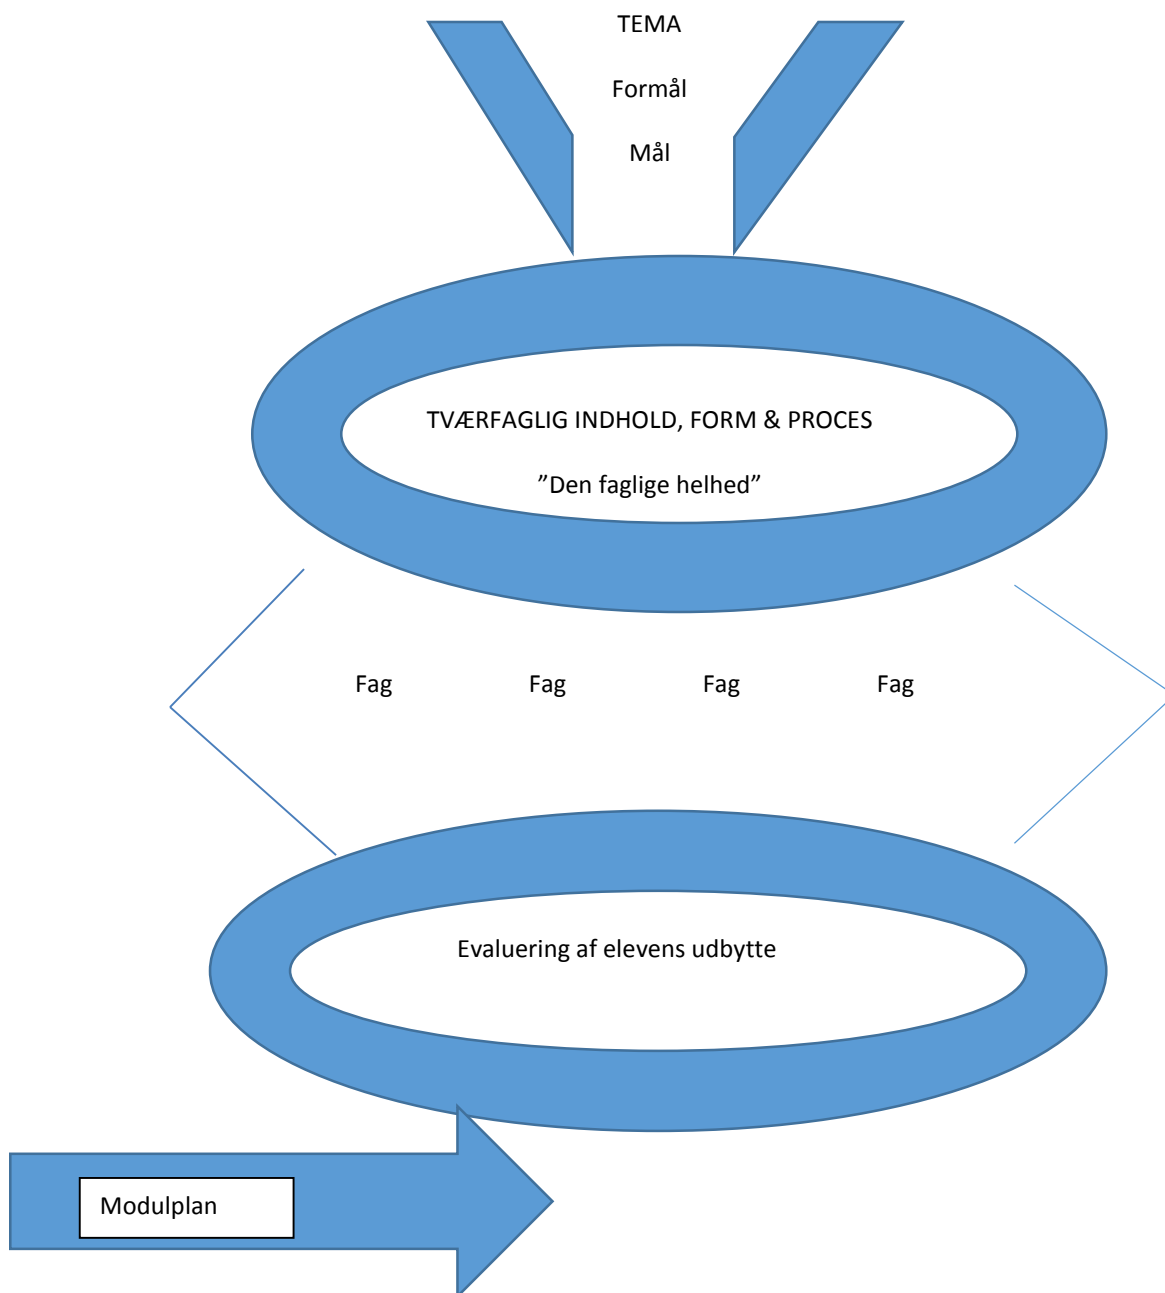 TEMA
Formål
Mål
TVÆRFAGLIG INDHOLD, FORM & PROCES
”Den faglige helhed”
Fag Fag Fag Fag
Evaluering af elevens udbytte
Modulplan